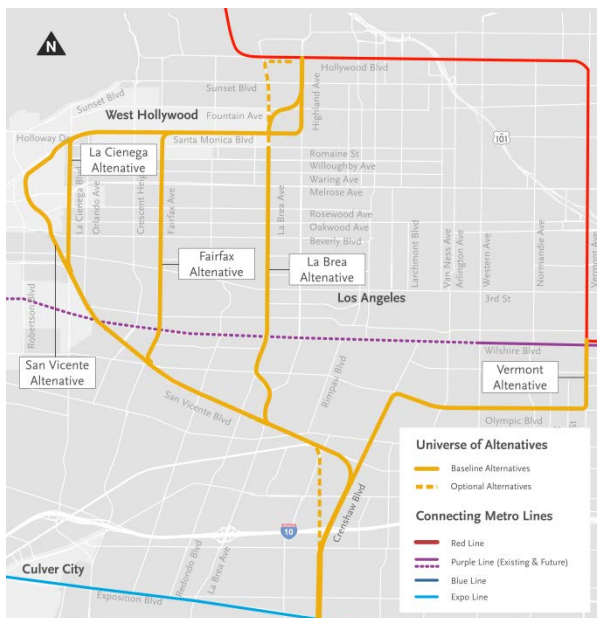 N
Hollywood Blvd
Sunset Blvd
Sunset Blvd
Highland Ave
West Hollywood
Fountain Ave
101
Holloway Dr
Santa Monica Blvd
La Cienega
Altenative
Romaine St
Willoughby Ave
Waring Ave
Melrose Ave
La Cienega Blvd
Orlando Ave
Crescent Heig
Fairfax Ave
La Brea Ave
Rosewood Ave
Oakwood Ave
Beverly Blvd
Larchmont Blvd
Van Ness Ave
Arlington Ave
Western Ave
Normandie Ave
Vermont Ave
Fairfax
Altenative
La Brea
Altenative
Los Angeles
3rd St
Robertson Blvd
Wilshire Blvd
San Vicente
Altenative
Vermont
Altenative
San Vicente Blvd
Rimpau Blvd
Olympic Blvd
St
Universe of Altenatives
Baseline Alternatives
Optional Alternatives
Connecting Metro Lines
Red Line
Purple Line (Existing & Future)
Blue Line
Expo Line
Crenshaw Blvd
10
Redondo Blvd
La Brea Ave
Culver City
Exposition Blvd